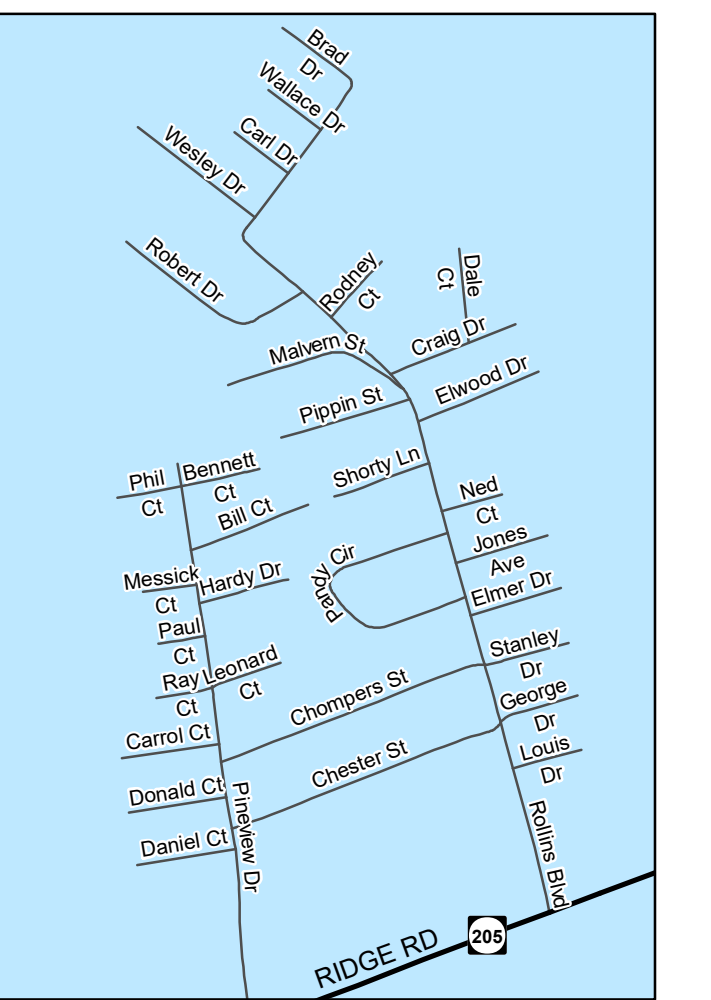 Brad
Dr
Wallace Dr
Carl Dr
Wesley Dr
Robert Dr
Rodney
Ct
Dale
Ct
Craig Dr
Malvern St
Elwood Dr
Pippin St
Shorty Ln
Phil
Ct
Bennett
Ct
Bill Ct
Ned
Ct
Jones
Ave
Pandy Cir
Messick
Ct
Hardy Dr
Elmer Dr
Paul
Ct
Ray
Ct
Leonard
Ct
Stanley
Dr
Chompers St
George
Dr
Carrol Ct
Chester St
Louis
Dr
Donald Ct
Pineview Dr
Daniel Ct
Rollins Blvd
RIDGE RD
205